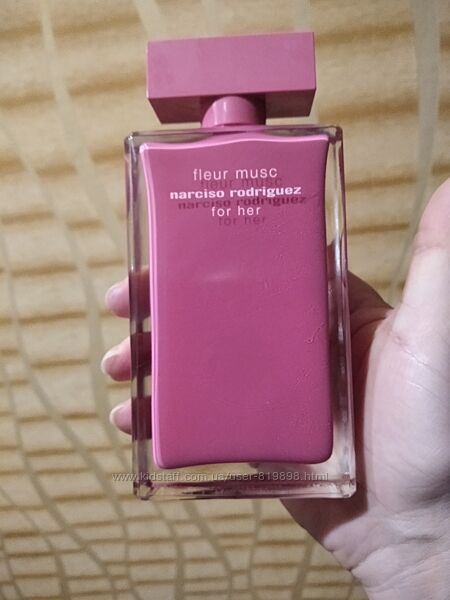 fleur musc
narciso rodriguez
for her
www.kidstaff.com.ua/user-819898.html